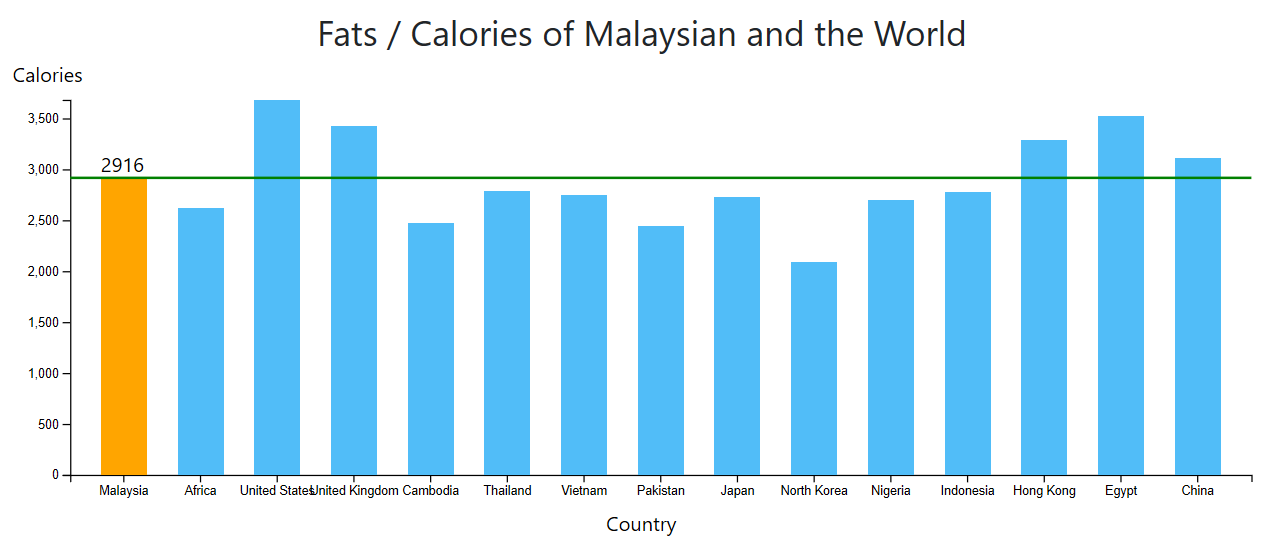 Fats / Calories of Malaysian and the World
Calories
3,500
3,000
2,500
2,000
1,500
1,000
500
0
2916
Malaysia Africa United States United Kingdom Cambodia Thailand Vietnam Pakistan Japan North Korea Nigeria Indonesia Hong Kong Egypt China
Country